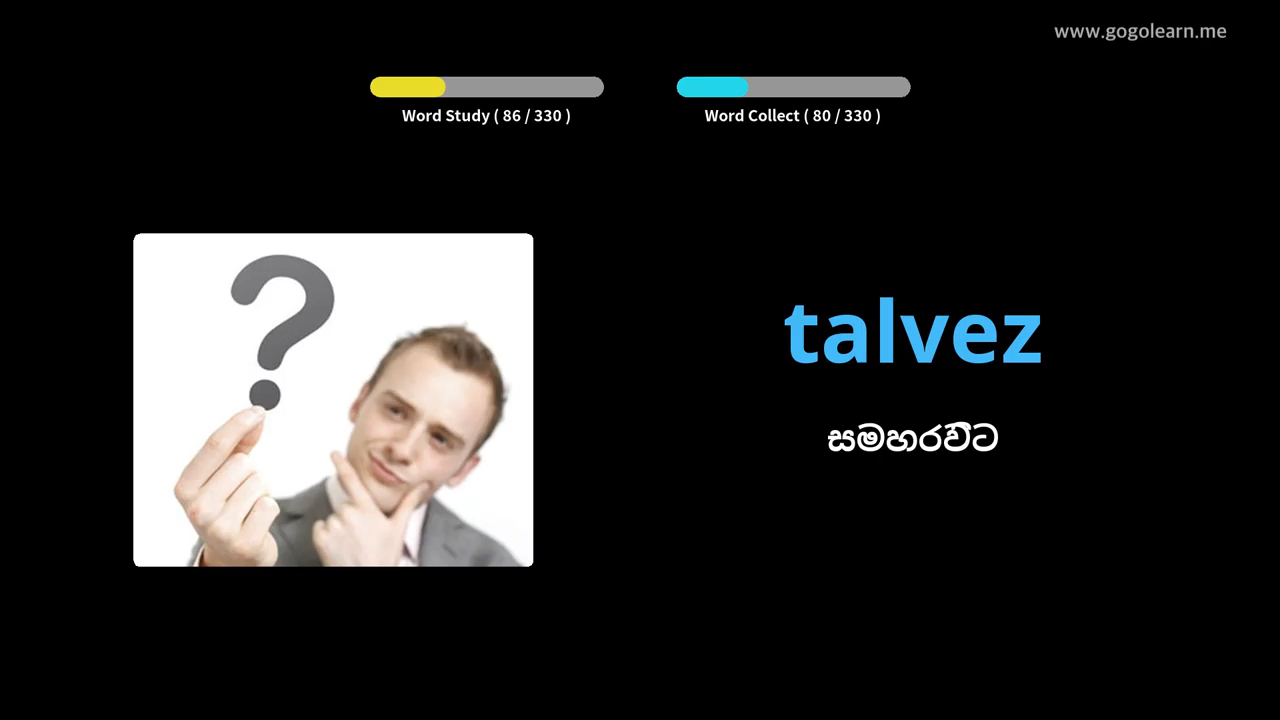 www.gogolearn.me
Word Study ( 86 / 330 )
Word Collect ( 80 / 330 )
?
talvez
සමහරවිට